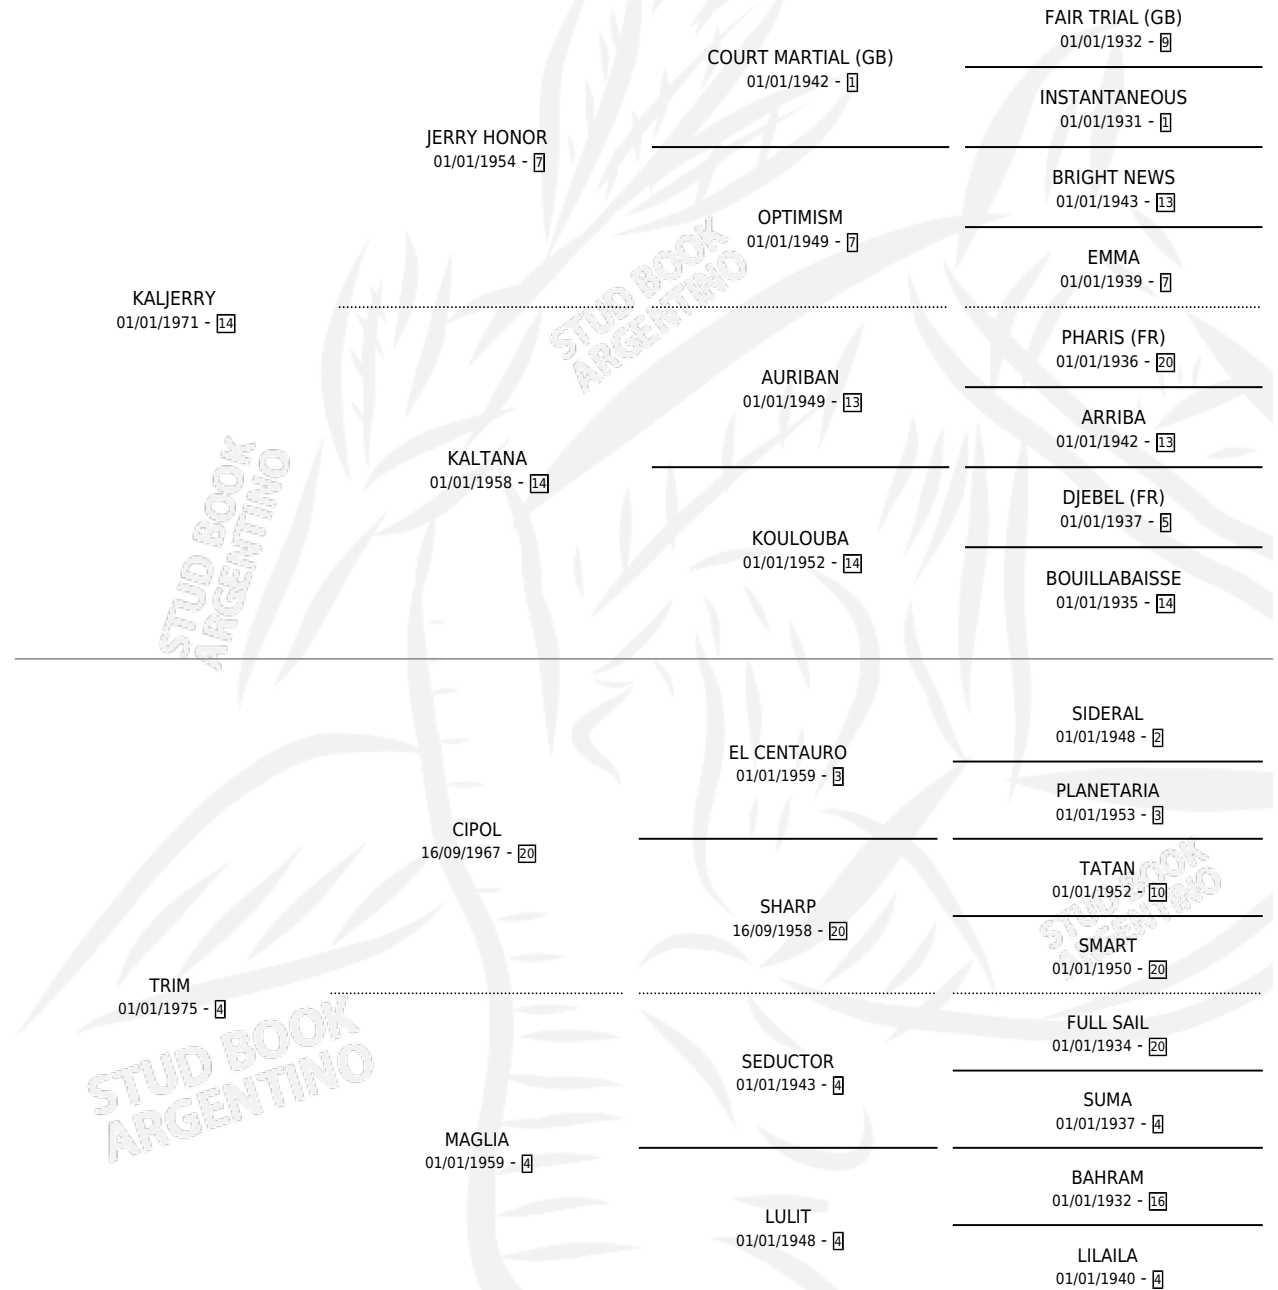 FAIR TRIAL (GB)
01/01/1932 - 9
COURT MARTIAL (GB)
01/01/1942 - 1
INSTANTANEOUS
01/01/1931 - 1
JERRY HONOR
01/01/1954 - 7
BRIGHT NEWS
01/01/1943 - 13
OPTIMISM
01/01/1949 - 7
EMMA
01/01/1939 - 7
KALJERRY
01/01/1971 - 14
PHARIS (FR)
01/01/1936 - 20
AURIBAN
01/01/1949 - 13
ARRIBA
01/01/1942 - 13
KALTANA
01/01/1958 - 14
DJEBEL (FR)
01/01/1937 - 5
KOULOUBA
01/01/1952 - 14
BOUILLABAISSE
01/01/1935 - 14
SIDERAL
01/01/1948 - 2
EL CENTAURO
01/01/1959 - 3
PLANETARIA
01/01/1953 - 3
CIPOL
16/09/1967 - 20
TATAN
01/01/1952 - 10
SHARP
16/09/1958 - 20
SMART
01/01/1950 - 20
TRIM
01/01/1975 - 4
FULL SAIL
01/01/1934 - 20
SEDUCTOR
01/01/1943 - 4
SUMA
01/01/1937 - 4
MAGLIA
01/01/1959 - 4
BAHRAM
01/01/1932 - 16
LULIT
01/01/1948 - 4
LILAILA
01/01/1940 - 4
STUD BOOK
ARGENTINO
STUD BOOK
ARGENTINO
STUD BOOK
ARGENTINO
STUD BOOK
ARGENTINO